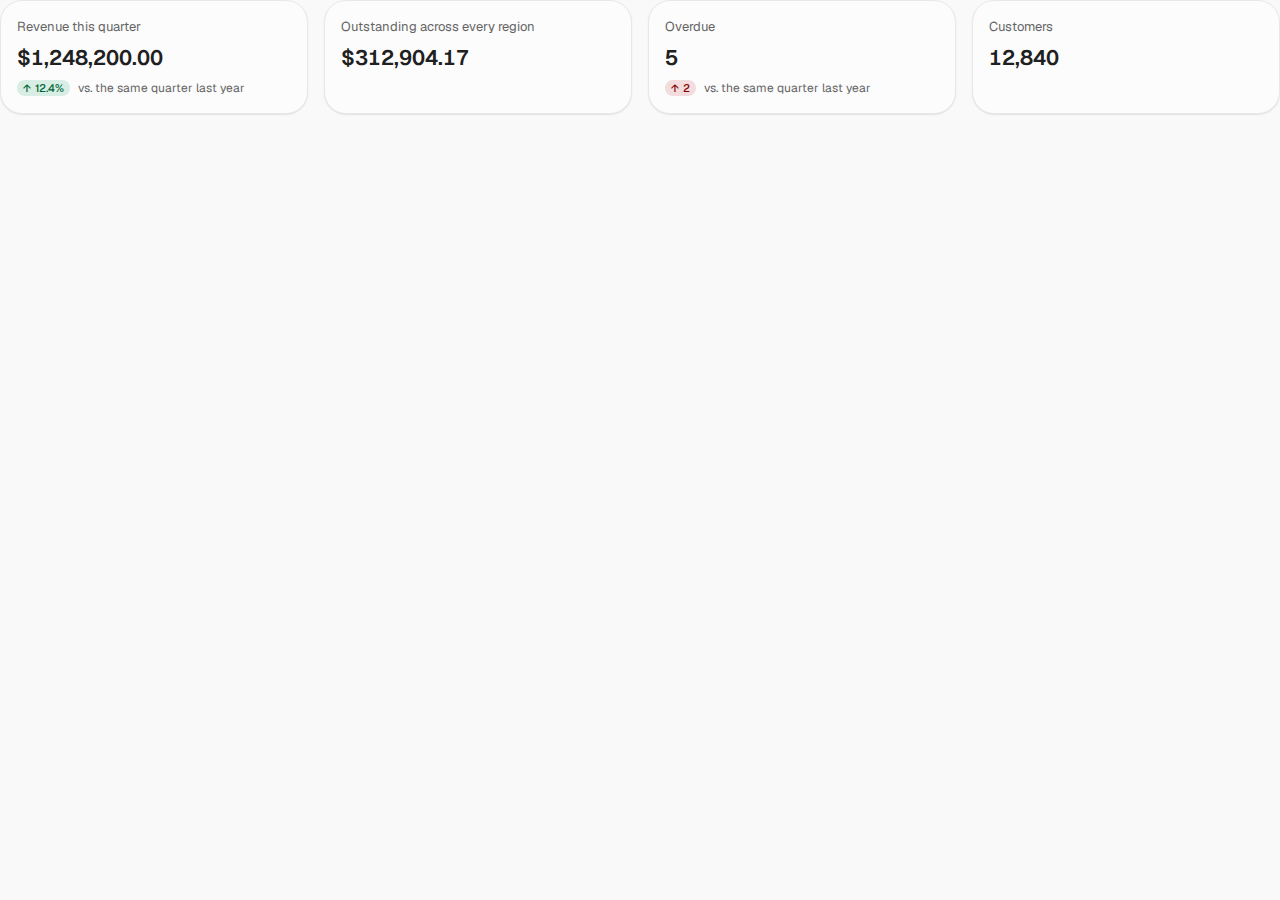 Revenue this quarter
$1,248,200.00
↑ 12.4% vs. the same quarter last year
Outstanding across every region
$312,904.17
Overdue
5
↑ 2 vs. the same quarter last year
Customers
12,840